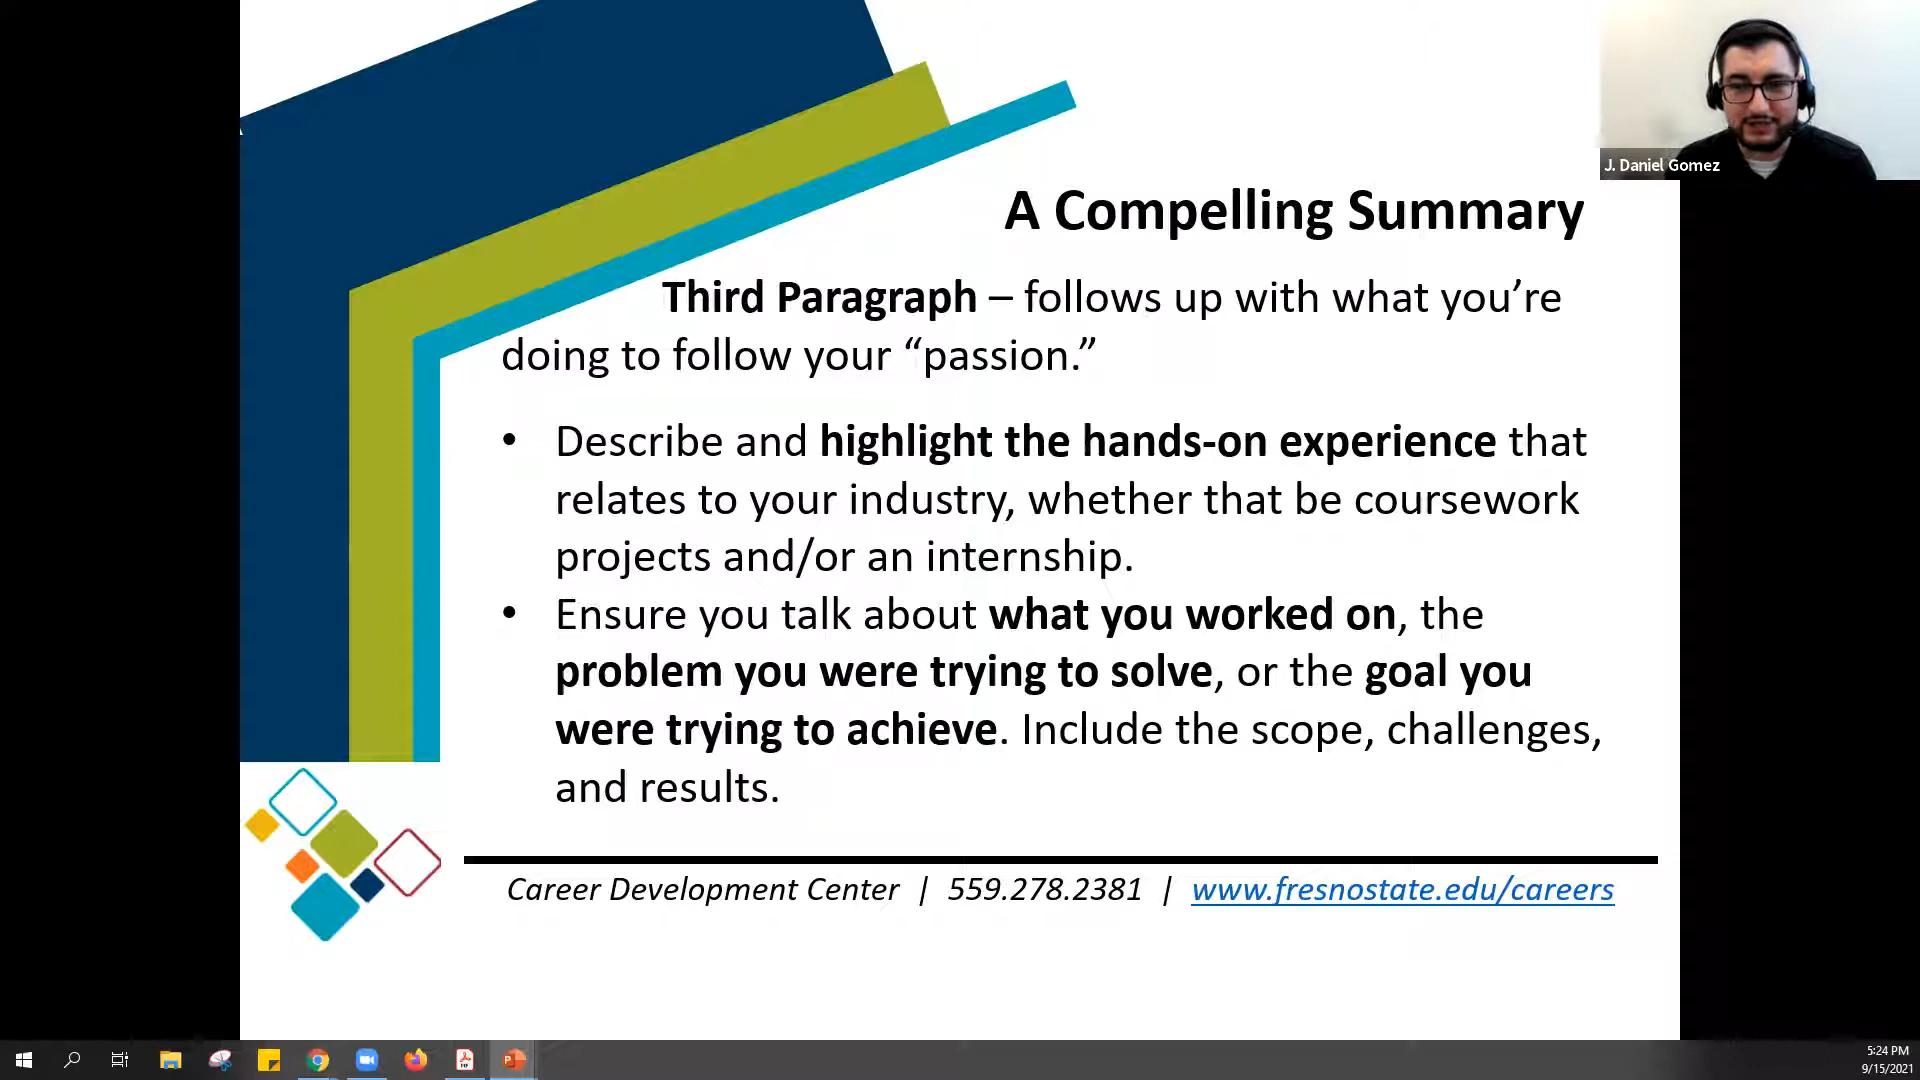 J. Daniel Gomez
A Compelling Summary
Third Paragraph – follows up with what you’re
doing to follow your “passion.”
• Describe and highlight the hands-on experience that
relates to your industry, whether that be coursework
projects and/or an internship.
• Ensure you talk about what you worked on, the
problem you were trying to solve, or the goal you
were trying to achieve. Include the scope, challenges,
and results.
Career Development Center | 559.278.2381 | www.fresnostate.edu/careers
5:24 PM
9/15/2021